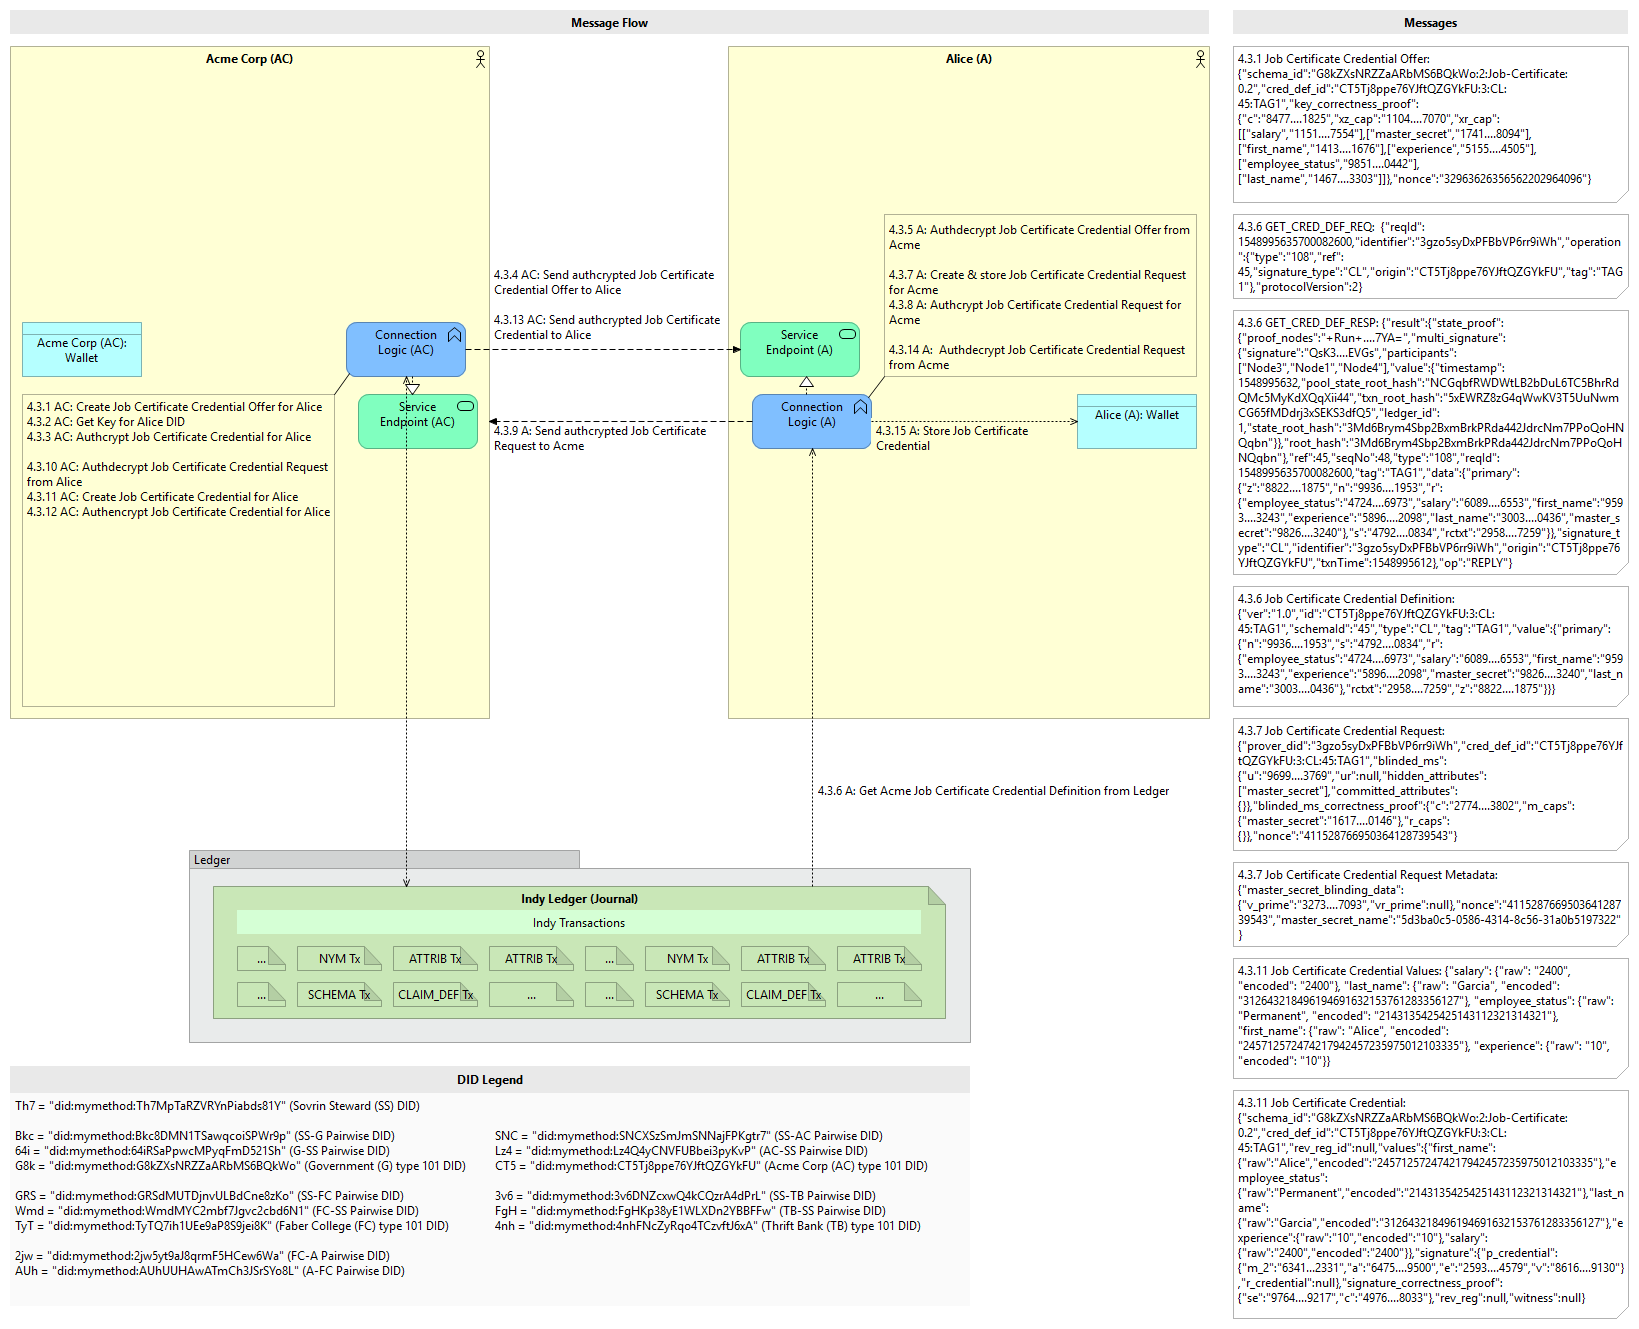 Message Flow
Acme Corp (AC)
Alice (A)
4.3.5 A: Authdecrypt Job Certificate Credential Offer from
Acme
4.3.7 A: Create & store Job Certificate Credential Request
for Acme
4.3.8 A: Authcrypt Job Certificate Credential Request for
Acme
4.3.14 A:  Authdecrypt Job Certificate Credential Request
from Acme
4.3.4 AC: Send authcrypted Job Certificate
Credential Offer to Alice
4.3.13 AC: Send authcrypted Job Certificate
Credential to Alice
Acme Corp (AC):
Wallet
Connection
Logic (AC)
Service
Endpoint (A)
4.3.1 AC: Create Job Certificate Credential Offer for Alice
4.3.2 AC: Get Key for Alice DID
4.3.3 AC: Authcrypt Job Certificate Credential for Alice
4.3.10 AC: Authdecrypt Job Certificate Credential Request
from Alice
4.3.11 AC: Create Job Certificate Credential for Alice
4.3.12 AC: Authencrypt Job Certificate Credential for Alice
Service
Endpoint (AC)
4.3.9 A: Send authcrypted Job Certificate
Request to Acme
Connection
Logic (A)
4.3.15 A: Store Job Certificate
Credential
Alice (A): Wallet
4.3.6 A: Get Acme Job Certificate Credential Definition from Ledger
Ledger
Indy Ledger (Journal)
Indy Transactions
... NYM Tx ATTRIB Tx ATTRIB Tx ... NYM Tx ATTRIB Tx ATTRIB Tx
... SCHEMA Tx CLAIM_DEF Tx ... ... SCHEMA Tx CLAIM_DEF Tx ...
DID Legend
Th7 = "did:mymethod:Th7MpTaRZVRYnPiabds81Y" (Sovrin Steward (SS) DID)
Bkc = "did:mymethod:Bkc8DMN1TSawqcoiSPWr9p" (SS-G Pairwise DID)
64i = "did:mymethod:64iRSaPpwcMPyqFmD521Sh" (G-SS Pairwise DID)
G8k = "did:mymethod:G8kZXsNRZZaARbMS6BQkWo" (Government (G) type 101 DID)
GRS = "did:mymethod:GRSdMUTDjnvULBdCne8zKo" (SS-FC Pairwise DID)
Wmd = "did:mymethod:WmdMYC2mbf7Jgvc2cbd6N1" (FC-SS Pairwise DID)
TyT = "did:mymethod:TyTQ7ih1UEe9aP8S9jei8K" (Faber College (FC) type 101 DID)
2jw = "did:mymethod:2jw5yt9aJ8qrmF5HCew6Wa" (FC-A Pairwise DID)
AUh = "did:mymethod:AUhUUHAwATmCh3JSrSYo8L" (A-FC Pairwise DID)
SNC = "did:mymethod:SNCXSzSmJmSNNajFPKgtr7" (SS-AC Pairwise DID)
Lz4 = "did:mymethod:Lz4Q4yCNVFUBbei3pyKvP" (AC-SS Pairwise DID)
CT5 = "did:mymethod:CT5Tj8ppe76YJftQZGYkFU" (Acme Corp (AC) type 101 DID)
3v6 = "did:mymethod:3v6DNZcxwQ4kCQzrA4dPrL" (SS-TB Pairwise DID)
FgH = "did:mymethod:FgHKp38yE1WLXDn2YBBFFw" (TB-SS Pairwise DID)
4nh = "did:mymethod:4nhFNcZyRqo4TCzvftJ6xA" (Thrift Bank (TB) type 101 DID)
Messages
4.3.1 Job Certificate Credential Offer:
{"schema_id":"G8kZXsNRZZaARbMS6BQkWo:2:Job-Certificate:
0.2","cred_def_id":"CT5Tj8ppe76YJftQZGYkFU:3:CL:
45:TAG1","key_correctness_proof":
{"c":"8477....1825","xz_cap":"1104....7070","xr_cap":
[["salary","1151....7554"],["master_secret","1741....8094"],
["first_name","1413....1676"],["experience","5155....4505"],
["employee_status","9851....0442"],
["last_name","1467....3303"]]},"nonce":"3296362635656220296409​6"}
4.3.6 GET_CRED_DEF_REQ:  {"reqId":
1548995635700082600,"identifier":"3gzo5syDxPFBbVP6rr9iWh","operation
":{"type":"108","ref":
45,"signature_type":"CL","origin":"CT5Tj8ppe76YJftQZGYkFU","tag":"TAG
1"},"protocolVersion":2}
4.3.6 GET_CRED_DEF_RESP: {"result":{"state_proof":
{"proof_nodes":"+Run+....7YA=","multi_signature":
{"signature":"QsK3....EVGs","participants":
["Node3","Node1","Node4"],"value":{"timestamp":
1548995632,"pool_state_root_hash":"NCGqbfRWDWtLB2bDuL6TC5BhrRd
QMc5MyKdXQqXii44","txn_root_hash":"5xEWRZ8zG4qWwKV3T5UuNwm
CG65fMDdrj3xSEKS3dfQ5","ledger_id":
1,"state_root_hash":"3Md6Brym4Sbp2BxmBrkPRda442JdrcNm7PPoQoHN
Qqbn"}},"root_hash":"3Md6Brym4Sbp2BxmBrkPRda442JdrcNm7PPoQoH
NQqbn"},"ref":45,"seqNo":48,"type":"108","reqId":
1548995635700082600,"tag":"TAG1","data":{"primary":
{"z":"8822....1875","n":"9936....1953","r":
{"employee_status":"4724....6973","salary":"6089....6553","first_name":"959
3....3243","experience":"5896....2098","last_name":"3003....0436","master_s
ecret":"9826....3240"},"s":"4792....0834","rctxt":"2958....7259"}},"signature_t
ype":"CL","identifier":"3gzo5syDxPFBbVP6rr9iWh","origin":"CT5Tj8ppe76
YJftQZGYkFU","txnTime":1548995612},"op":"REPLY"}
4.3.6 Job Certificate Credential Definition:
{"ver":"1.0","id":"CT5Tj8ppe76YJftQZGYkFU:3:CL:
45:TAG1","schemaId":"45","type":"CL","tag":"TAG1","value":{"primary":
{"n":"9936....1953","s":"4792....0834","r":
{"employee_status":"4724....6973","salary":"6089....6553","first_name":"959
3....3243","experience":"5896....2098","master_secret":"9826....3240","last_
name":"3003....0436"},"rctxt":"2958....7259","z":"8822....1875"}}}
4.3.7 Job Certificate Credential Request:
{"prover_did":"3gzo5syDxPFBbVP6rr9iWh","cred_def_id":"CT5Tj8ppe76YJf
tQZGYkFU:3:CL:45:TAG1","blinded_ms":
{"u":"9699....3769","ur":null,"hidden_attributes":
["master_secret"],"committed_attributes":
{}},"blinded_ms_correctness_proof":{"c":"2774....3802","m_caps":
{"master_secret":"1617....0146"},"r_caps":
{}},"nonce":"411528766950364128739543"}
4.3.7 Job Certificate Credential Request Metadata:
{"master_secret_blinding_data":
{"v_prime":"3273....7093","vr_prime":null},"nonce":"4115287669503641287
39543","master_secret_name":"5d3ba0c5-0586-4314-8c56-31a0b5197322"
}
4.3.11 Job Certificate Credential Values: {"salary": {"raw": "2400",
"encoded": "2400"}, "last_name": {"raw": "Garcia", "encoded":
"3126432184961946916321537612833561​27"}, "employee_status": {"raw":
"Permanent", "encoded": "2143135425425143112321314321"},
"first_name": {"raw": "Alice", "encoded":
"245712572474217942457235975012103335"}, "experience": {"raw": "10",
"encoded": "10"}}
4.3.11 Job Certificate Credential:
{"schema_id":"G8kZXsNRZZaARbMS6BQkWo:2:Job-Certificate:
0.2","cred_def_id":"CT5Tj8ppe76YJftQZGYkFU:3:CL:
45:TAG1","rev_reg_id":null,"values":{"first_name":
{"raw":"Alice","encoded":"245712572474217942457235975012103335"},"e
mployee_status":
{"raw":"Permanent","encoded":"2143135425425143112321314321"},"last_n
ame":
{"raw":"Garcia","encoded":"312643218496194691632153761283356127"},"e
xperience":{"raw":"10","encoded":"10"},"salary":
{"raw":"2400","encoded":"2400"}},"signature":{"p_credential":
{"m_2":"6341...2331","a":"6475....9500","e":"2593....4579","v":"8616....9130"}
,"r_credential":null},"signature_correctness_proof":
{"se":"9764....9217","c":"4976....8033"},"rev_reg":null,"witness":null}